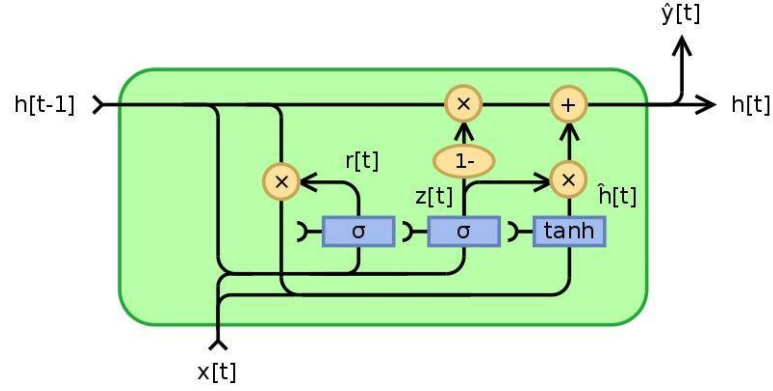 ŷ[t]
h[t-1]
×
+
h[t]
r[t]
1-
×
z[t]
×
ĥ[t]
σ
σ
tanh
x[t]